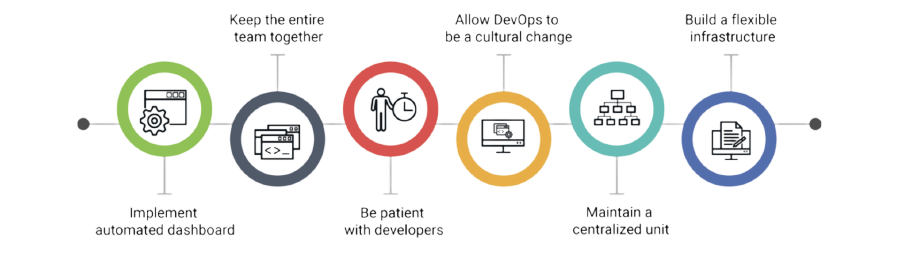 Keep the entire
team together
Allow DevOps to
be a cultural change
Build a flexible
infrastructure
<>_
Implement
automated dashboard
Be patient
with developers
Maintain a
centralized unit